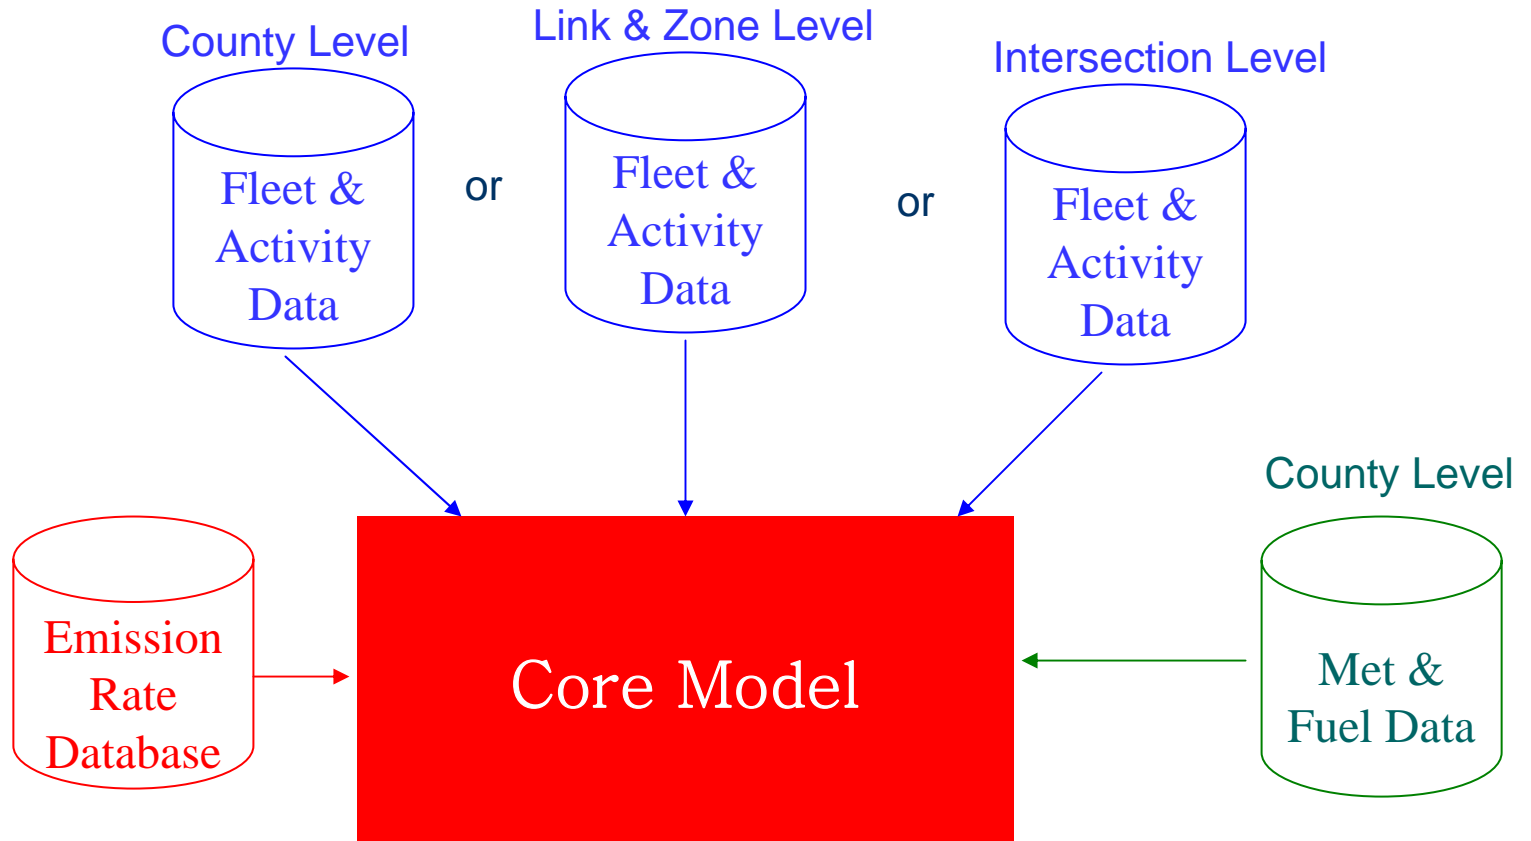 County Level
Link & Zone Level
Intersection Level
Fleet &
Activity
Data
or
Fleet &
Activity
Data
or
Fleet &
Activity
Data
County Level
Emission
Rate
Database
Core Model
Met &
Fuel Data